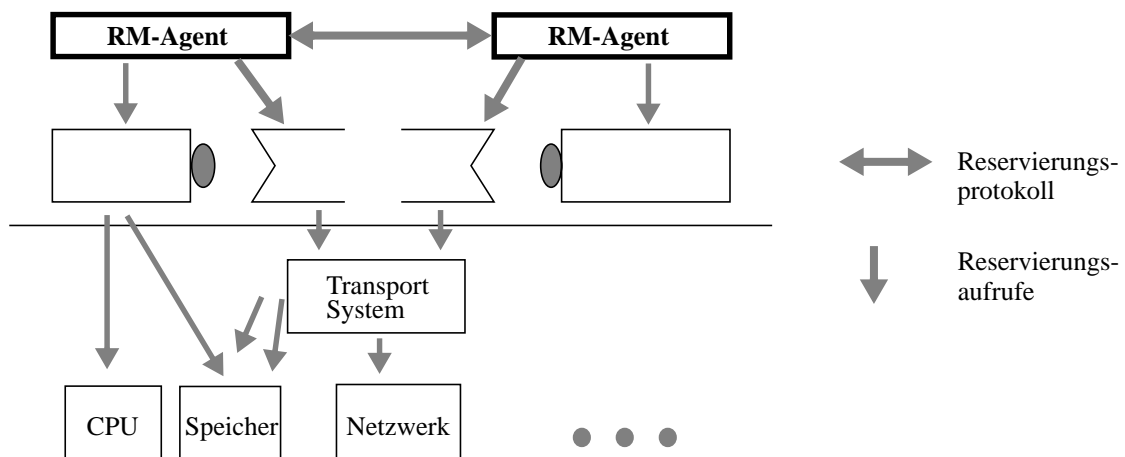 RM-Agent
RM-Agent
Reservierungs-
protokoll
Reservierungs-
aufrufe
Transport
System
CPU
Speicher
Netzwerk